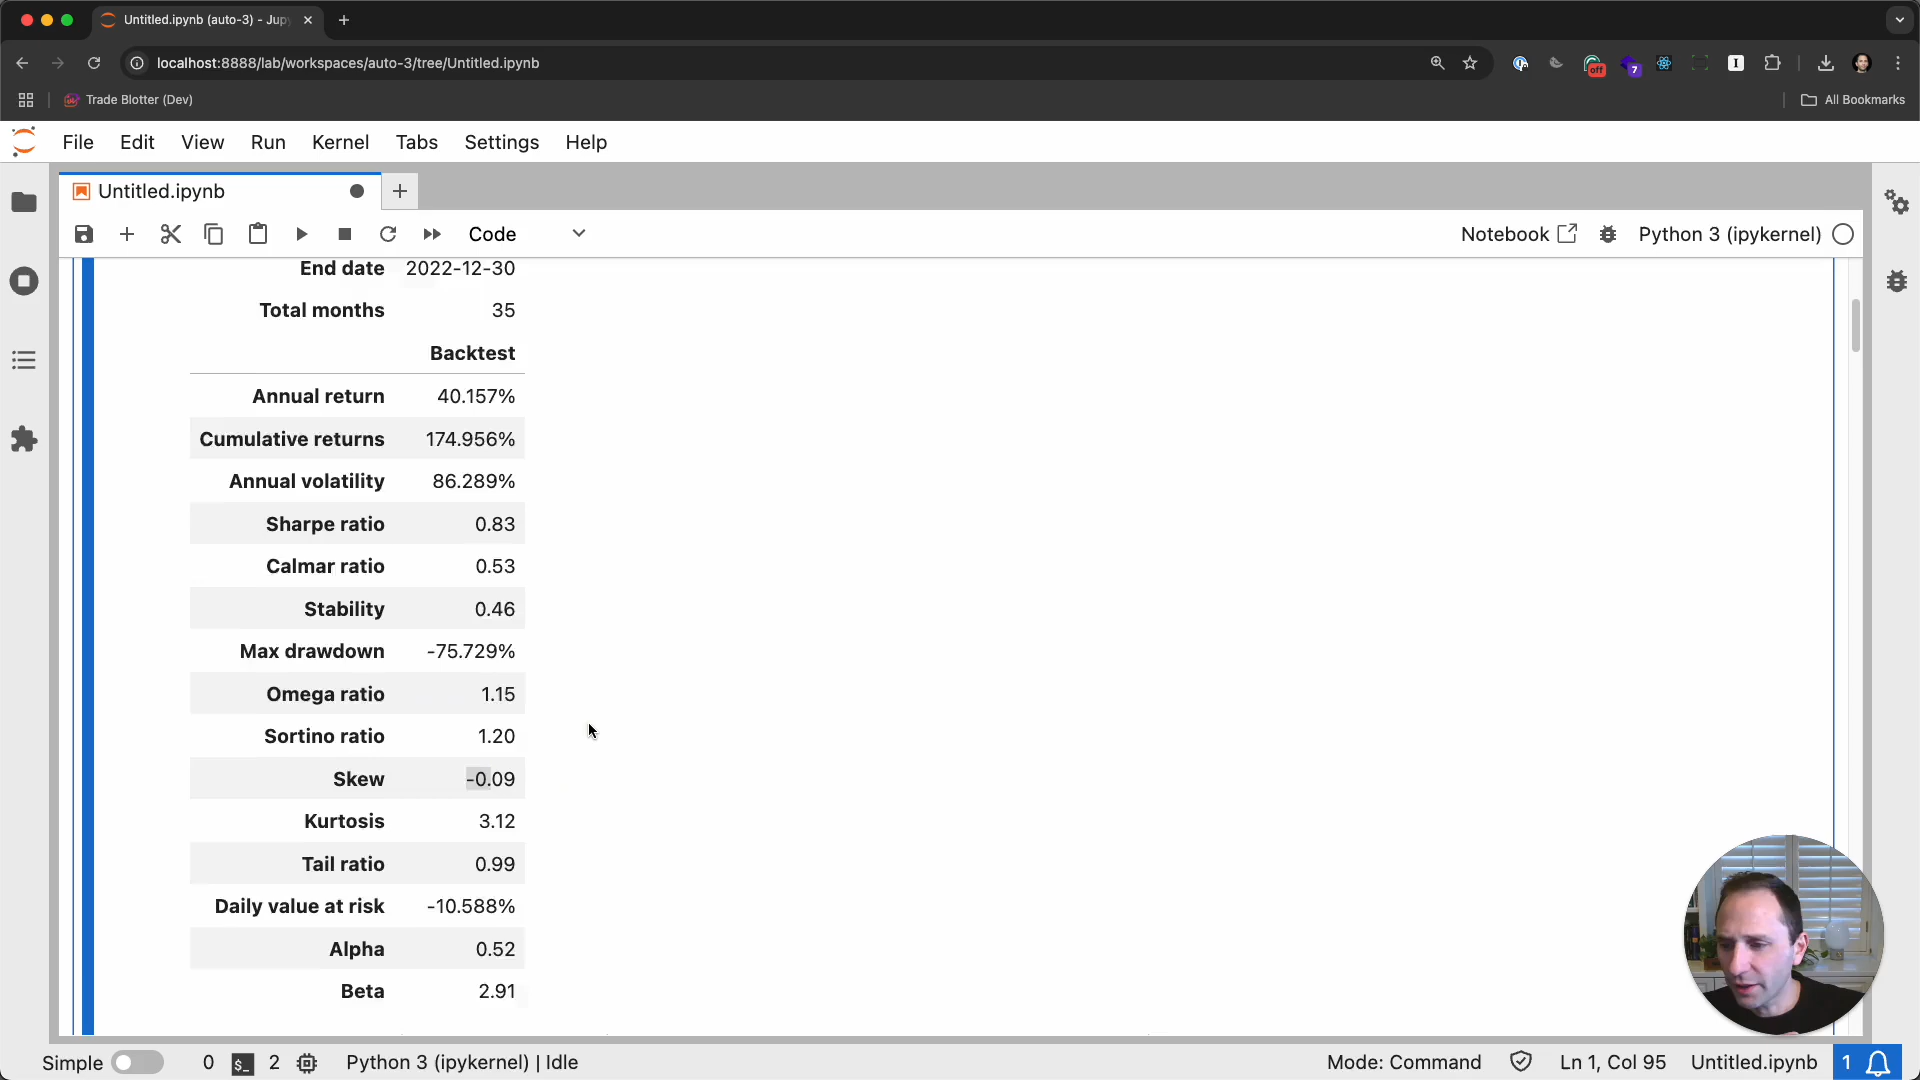 Untitled.ipynb (auto-3) - Jup
localhost:8888/lab/workspaces/auto-3/tree/Untitled.ipynb
off
7
Trade Blotter (Dev)
All Bookmarks
File Edit View Run Kernel Tabs Settings Help
Untitled.ipynb
Code
Notebook
Python 3 (ipykernel)
End date 2022-12-30
Total months 35
Backtest
Annual return 40.157%
Cumulative returns 174.956%
Annual volatility 86.289%
Sharpe ratio 0.83
Calmar ratio 0.53
Stability 0.46
Max drawdown -75.729%
Omega ratio 1.15
Sortino ratio 1.20
Skew -0.09
Kurtosis 3.12
Tail ratio 0.99
Daily value at risk -10.588%
Alpha 0.52
Beta 2.91
Simple 0 $_ 2 Python 3 (ipykernel) | Idle Mode: Command Ln 1, Col 95 Untitled.ipynb 1